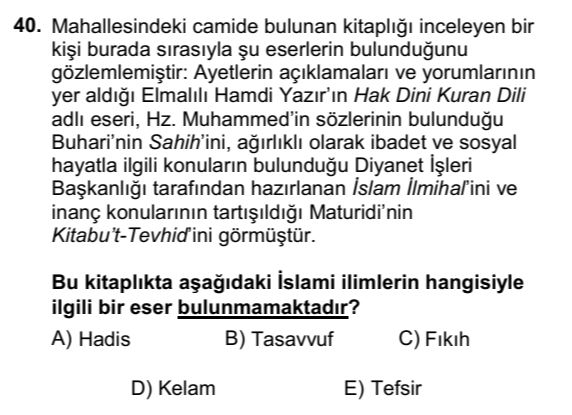 40. Mahallesindeki camide bulunan kitaplığı inceleyen bir
kişi burada sırasıyla şu eserlerin bulunduğunu
gözlemlemiştir: Ayetlerin açıklamaları ve yorumlarının
yer aldığı Elmalılı Hamdi Yazır'ın Hak Dini Kuran Dili
adlı eseri, Hz. Muhammed'in sözlerinin bulunduğu
Buhari'nin Sahih'ini, ağırlıklı olarak ibadet ve sosyal
hayatla ilgili konuların bulunduğu Diyanet İşleri
Başkanlığı tarafından hazırlanan İslam İlmihal'ini ve
inanç konularının tartışıldığı Maturidi'nin
Kitabu't-Tevhid'ini görmüştür.
Bu kitaplıkta aşağıdaki İslami ilimlerin hangisiyle
ilgili bir eser bulunmamaktadır?
A) Hadis B) Tasavvuf C) Fıkıh
D) Kelam E) Tefsir